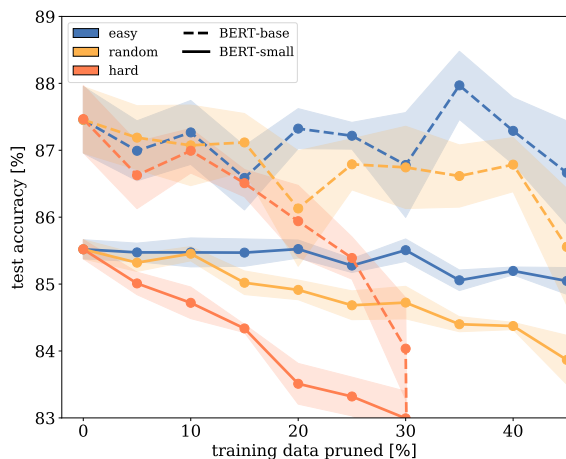 89
88
87
86
85
84
83
test accuracy [%]
easy
random
hard
BERT-base
BERT-small
0
10
20
30
40
training data pruned [%]